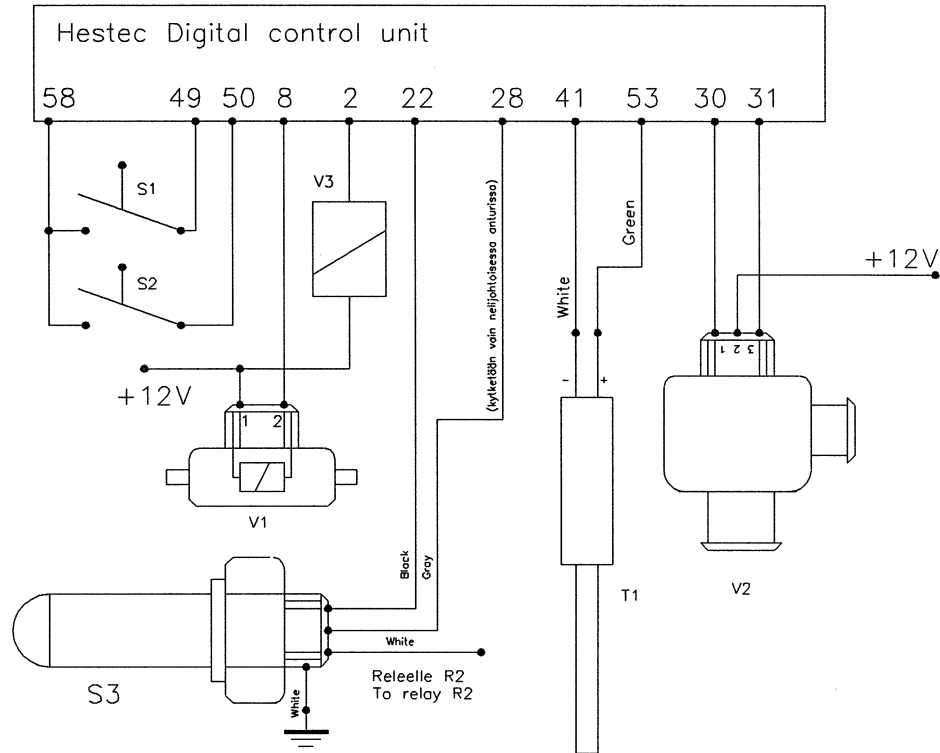 Hestec Digital control unit
58 49 50 8 2 22 28 41 53 30 31
S1
V3
S2
+12V
(kytketään vain nelijohtoisessa anturissa)
White
Green
+12V
1 2 3
- +
1 2
V1
Black
Gray
T1
V2
White
Releelle R2
To relay R2
S3
White